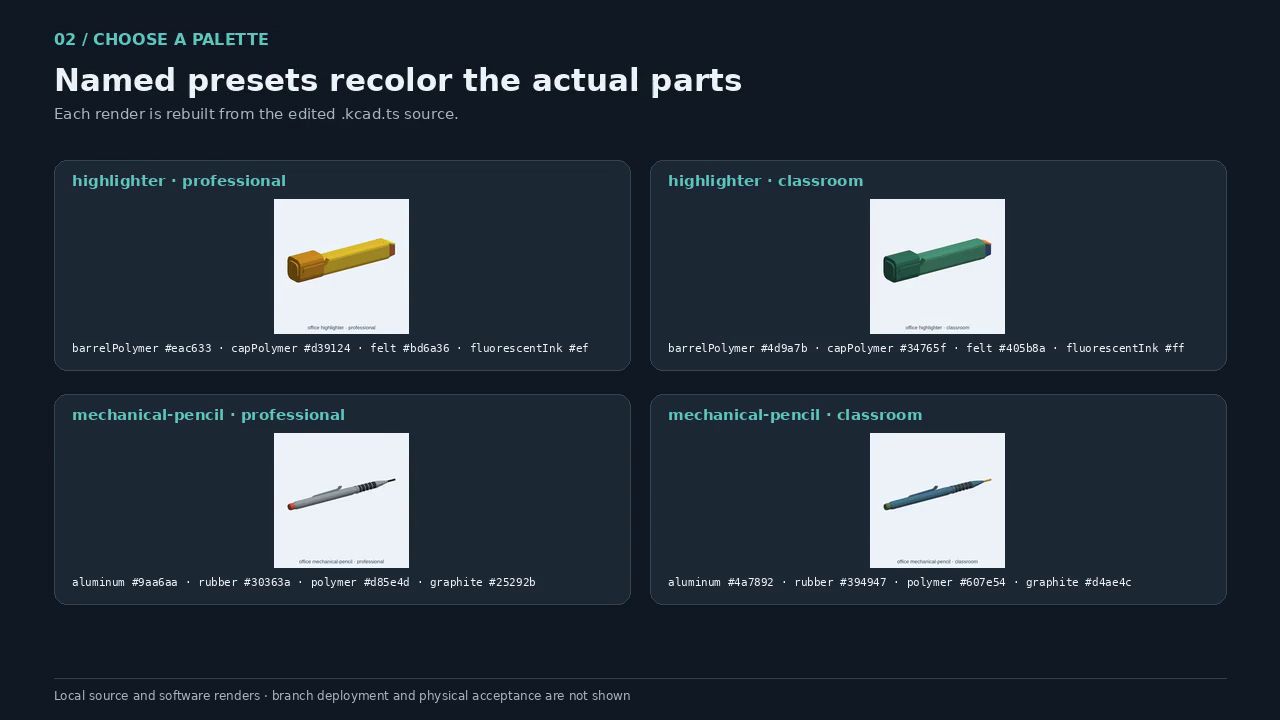 02 / CHOOSE A PALETTE
Named presets recolor the actual parts
Each render is rebuilt from the edited .kcad.ts source.
highlighter · professional
office highlighter · professional
barrelPolymer #eac633 · capPolymer #d39124 · felt #bd6a36 · fluorescentInk #ef
highlighter · classroom
office highlighter · classroom
barrelPolymer #4d9a7b · capPolymer #34765f · felt #405b8a · fluorescentInk #ff
mechanical-pencil · professional
office mechanical-pencil · professional
aluminum #9aa6aa · rubber #30363a · polymer #d85e4d · graphite #25292b
mechanical-pencil · classroom
office mechanical-pencil · classroom
aluminum #4a7892 · rubber #394947 · polymer #607e54 · graphite #d4ae4c
Local source and software renders · branch deployment and physical acceptance are not shown